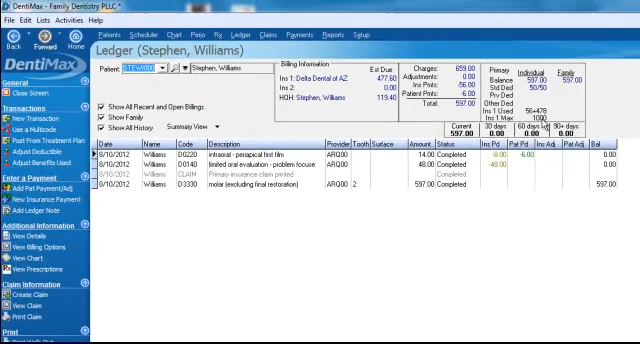 DentiMax - Family Dentistry PLLC *
File Edit Lists Activities Help
Back Forward Home
Patients Scheduler Chart Perio Rx Ledger Claims Payments Reports Setup
DentiMax
Ledger (Stephen, Williams)
General
Close Screen
Transactions
New Transaction
Use a Multicode
Post From Treatment Plan
Adjust Deductible
Adjust Benefits Used
Enter a Payment
Add Pat Payment/Adj
New Insurance Payment
Add Ledger Note
Additional Information
View Details
View Billing Options
View Chart
View Prescriptions
Claim Information
Create Claim
View Claim
Print Claim
Print
Patient: STEWI000 Stephen, Williams
Show All Recent and Open Billings
Show Family
Show All History Summary View
Billing Information Est Due
Ins 1: Delta Dental of AZ 477.60
Ins 2: 0.00
HOH: Stephen, Williams 119.40
Charges: 659.00
Adjustments: 0.00
Ins Pmts: -56.00
Patient Pmts: -6.00
Total: 597.00
Primary Individual Family
Balance 597.00 597.00
Std Ded 50/50
Prv Ded
Other Ded
Ins 1 Used 56+478
Ins 1 Max 1000
Current 30 days 60 days 90+ days
597.00 0.00 0.00 0.00
Date Name Code Description Provider Tooth Surface Amount Status Ins Pd Pat Pd Ins Adj Pat Adj Bal
8/10/2012 Williams D0220 intraoral - periapical first film ARQ00 14.00 Completed -8.00 -6.00 0.00
8/10/2012 Williams D0140 limited oral evaluation - problem focuse ARQ00 48.00 Completed -48.00 0.00
8/10/2012 Williams CLAIM Primary insurance claim printed Completed
8/10/2012 Williams D3330 molar (excluding final restoration) ARQ00 2 597.00 Completed 597.00